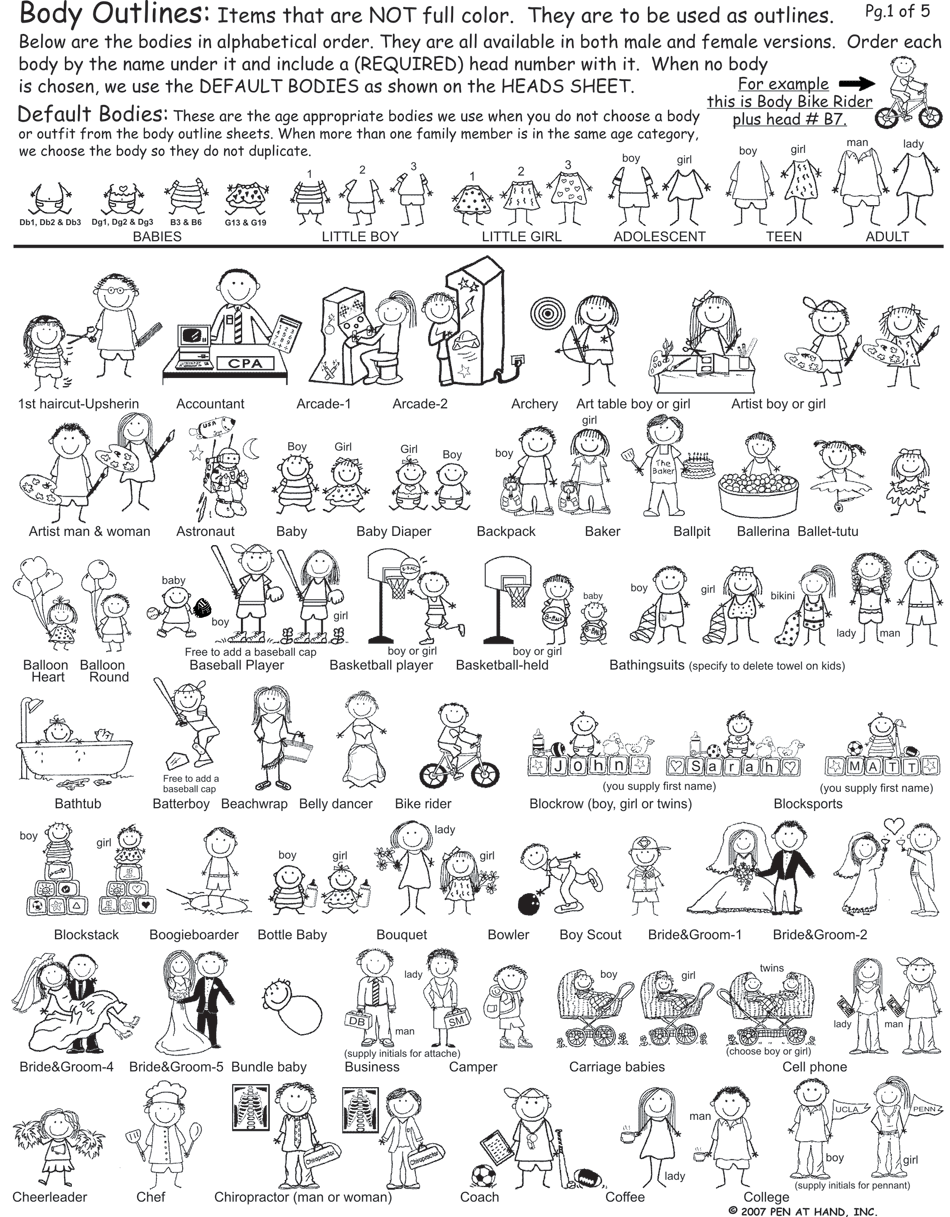 Body Outlines: Items that are NOT full color. They are to be used as outlines.
Pg.1 of 5
Below are the bodies in alphabetical order. They are all available in both male and female versions. Order each
body by the name under it and include a (REQUIRED) head number with it. When no body
is chosen, we use the DEFAULT BODIES as shown on the HEADS SHEET.
For example
this is Body Bike Rider
plus head # B7.
Default Bodies: These are the age appropriate bodies we use when you do not choose a body
or outfit from the body outline sheets. When more than one family member is in the same age category,
we choose the body so they do not duplicate.
1 2 3 1 2 3 boy girl boy girl man lady
Db1, Db2 & Db3 Dg1, Dg2 & Dg3 B3 & B6 G13 & G19
BABIES LITTLE BOY LITTLE GIRL ADOLESCENT TEEN ADULT
CPA
1st haircut-Upsherin Accountant Arcade-1 Arcade-2 Archery Art table boy or girl Artist boy or girl
USA
Boy Girl Girl Boy boy girl
The
Baker
Artist man & woman Astronaut Baby Baby Diaper Backpack Baker Ballpit Ballerina Ballet-tutu
baby boy girl
B-BALL
B-BALL
baby
boy girl bikini lady man
Free to add a baseball cap
boy or girl boy or girl
Balloon Heart
Balloon Round
Baseball Player Basketball player Basketball-held Bathingsuits (specify to delete towel on kids)
John Sarah MATT
Free to add a
baseball cap
(you supply first name) (you supply first name)
Bathtub Batterboy Beachwrap Belly dancer Bike rider Blockrow (boy, girl or twins) Blocksports
boy girl boy girl lady girl
Blockstack Boogieboarder Bottle Baby Bouquet Bowler Boy Scout Bride&Groom-1 Bride&Groom-2
lady man boy girl twins lady man
DB SM
(supply initials for attache)
(choose boy or girl)
Bride&Groom-4 Bride&Groom-5 Bundle baby Business Camper Carriage babies Cell phone
Chiropractor Chiropractor
man lady
UCLA PENN
boy girl
(supply initials for pennant)
Cheerleader Chef Chiropractor (man or woman) Coach Coffee College
© 2007 PEN AT HAND, INC.